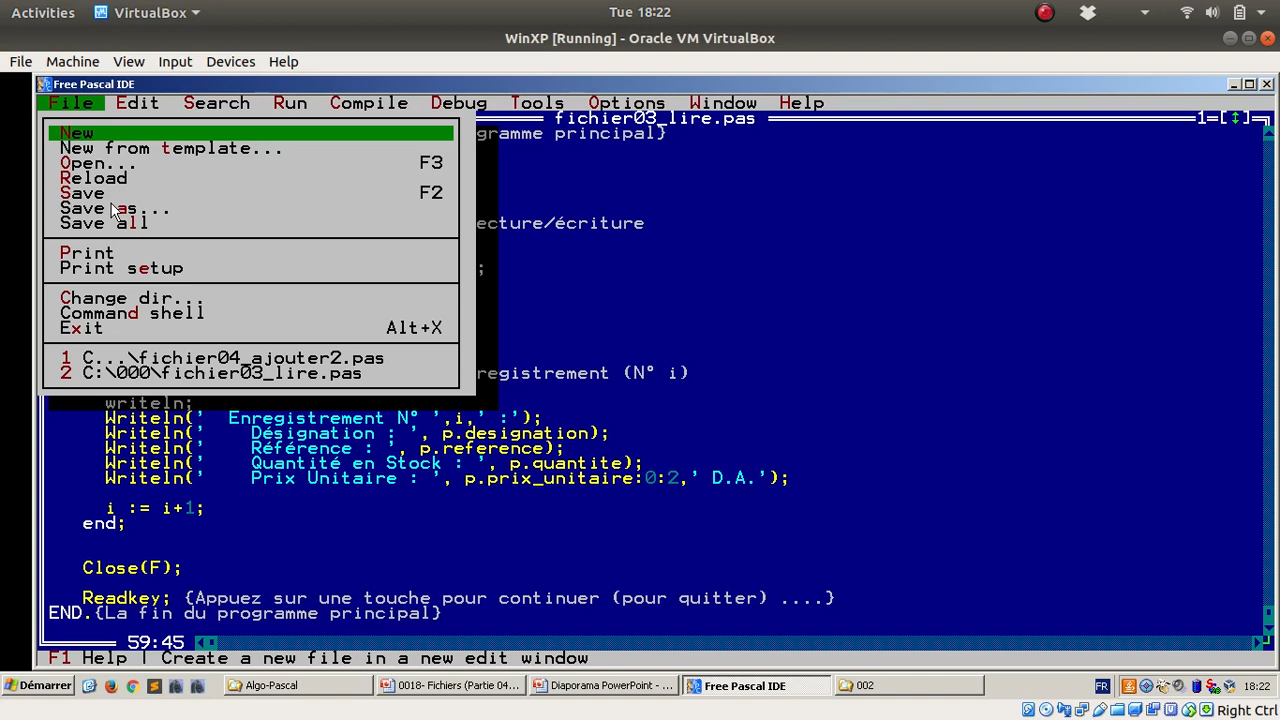 Activities VirtualBox Tue 18:22
WinXP [Running] - Oracle VM VirtualBox
File Machine View Input Devices Help
Free Pascal IDE
File Edit Search Run Compile Debug Tools Options Window Help
fichier03_lire.pas 1=[↕]
New gramme principal}
New from template...
Open... F3
Reload
Save F2
Save as...
Save all ecture/écriture
Print
Print setup ;
Change dir...
Command shell
Exit Alt+X
1 C...\fichier04_ajouter2.pas
2 C:\000\fichier03_lire.pas registrement (N° i)
writeln;
Writeln('  Enregistrement N° ',i,' :');
Writeln('    Désignation : ', p.designation);
Writeln('    Référence : ', p.reference);
Writeln('    Quantité en Stock : ', p.quantite);
Writeln('    Prix Unitaire : ', p.prix_unitaire:0:2,' D.A.');
i := i+1;
end;
Close(F);
Readkey; {Appuez sur une touche pour continuer (pour quitter) ....}
END.{La fin du programme principal}
59:45
F1 Help | Create a new file in a new edit window
Démarrer Algo-Pascal 0018- Fichiers (Partie 04... Diaporama PowerPoint - ... Free Pascal IDE 002 FR 18:22
Right Ctrl